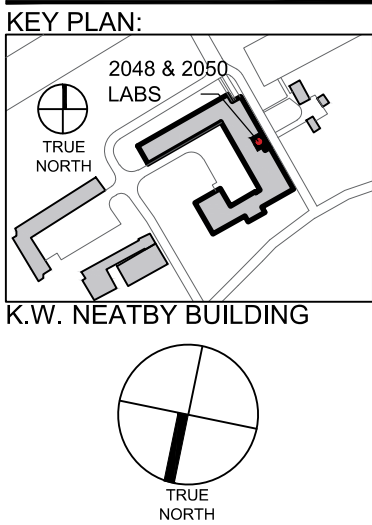 KEY PLAN:
2048 & 2050
LABS
TRUE
NORTH
K.W. NEATBY BUILDING
TRUE
NORTH